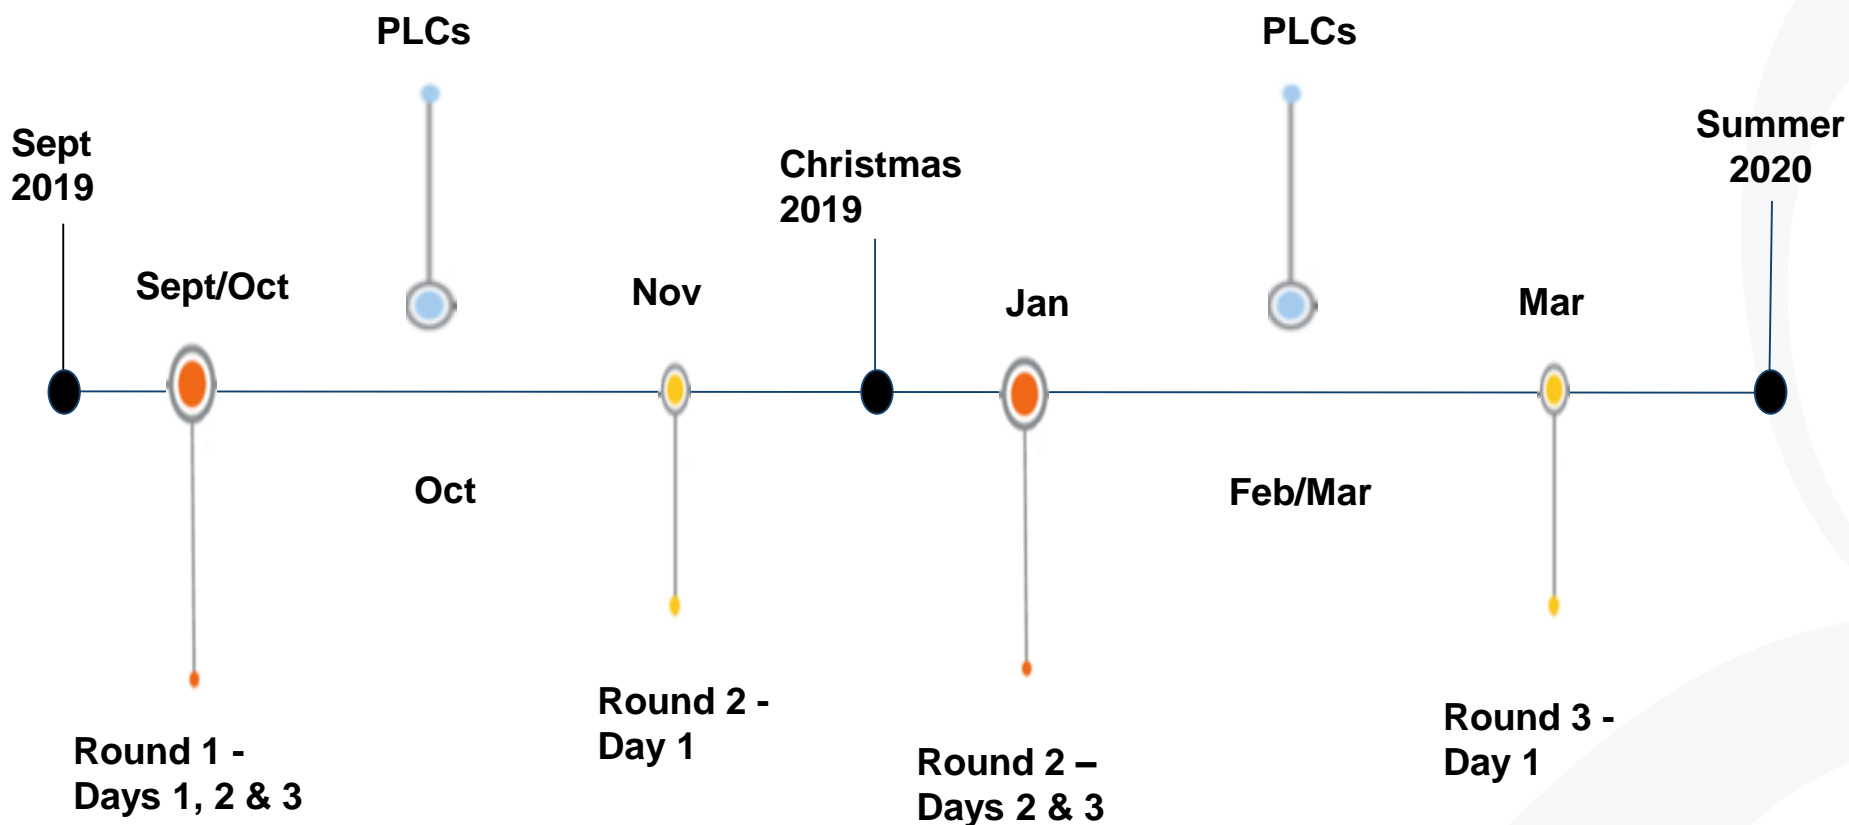 PLCs
PLCs
Sept
2019
Christmas
2019
Summer
2020
Sept/Oct
Nov
Jan
Mar
Oct
Feb/Mar
Round 1 -
Days 1, 2 & 3
Round 2 -
Day 1
Round 2 –
Days 2 & 3
Round 3 -
Day 1